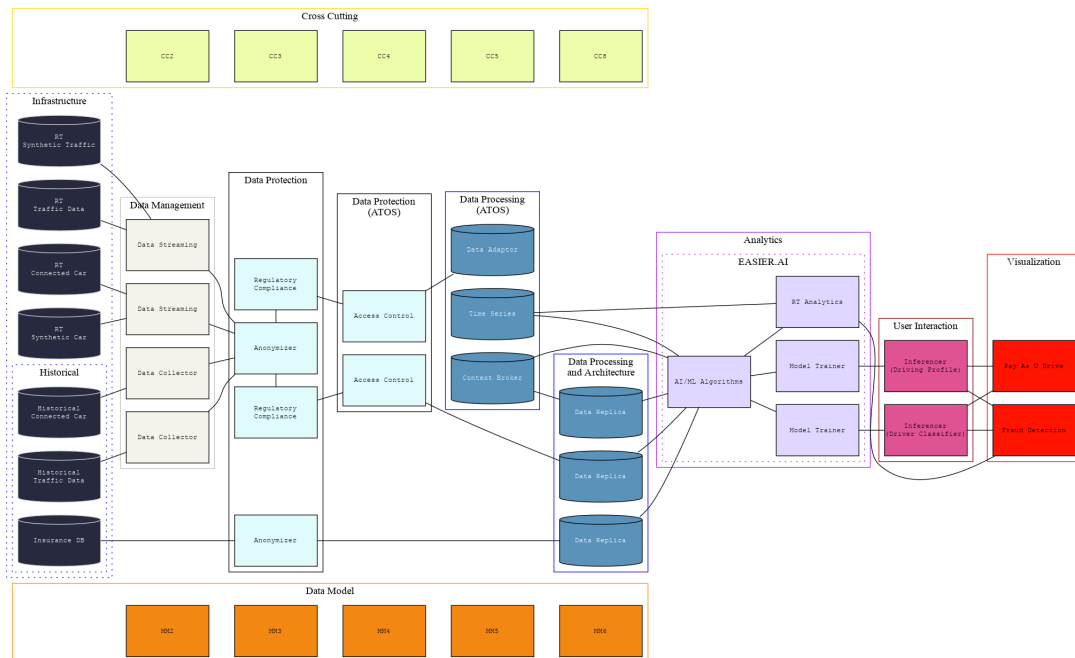 Cross Cutting
CC2
CC3
CC4
CC5
CC8
Infrastructure
RT
Synthetic Traffic
RT
Traffic Data
RT
Connected Car
RT
Synthetic Car
Historical
Historical
Connected Car
Historical
Traffic Data
Insurance DB
Data Management
Data Streaming
Data Streaming
Data Collector
Data Collector
Data Protection
Regulatory
Compliance
Anonymizer
Regulatory
Compliance
Anonymizer
Data Protection
(ATOS)
Access Control
Access Control
Data Processing
(ATOS)
Data Adaptor
Time Series
Context Broker
Data Processing
and Architecture
Data Replica
Data Replica
Data Replica
Analytics
EASIER.AI
AI/ML Algorithms
RT Analytics
Model Trainer
Model Trainer
User Interaction
Inferencer
(Driving Profile)
Inferencer
(Driver Classifier)
Visualization
Pay As U Drive
Fraud Detection
Data Model
MM2
MM3
MM4
MM5
MM6